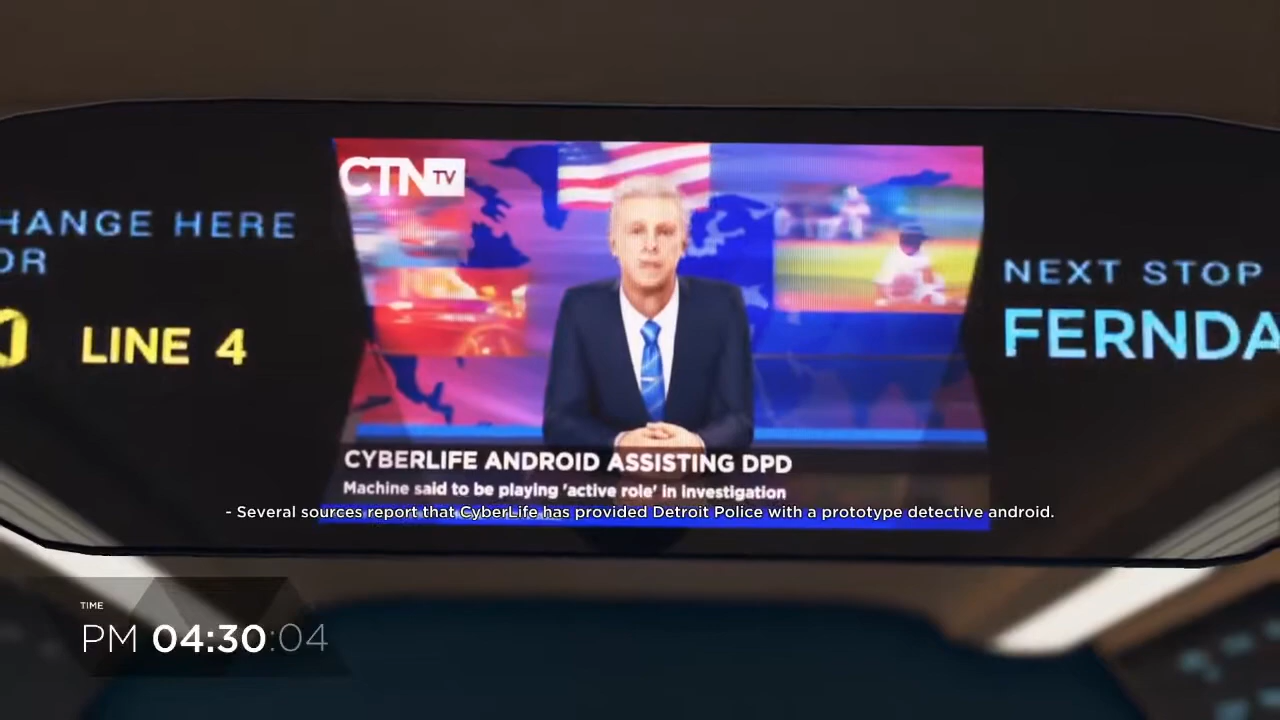 CTN TV
HANGE HERE
OR
LINE 4
NEXT STOP
FERNDA
CYBERLIFE ANDROID ASSISTING DPD
Machine said to be playing 'active role' in Investigation
- Several sources report that CyberLife has provided Detroit Police with a prototype detective android.
TIME
PM 04:30:04